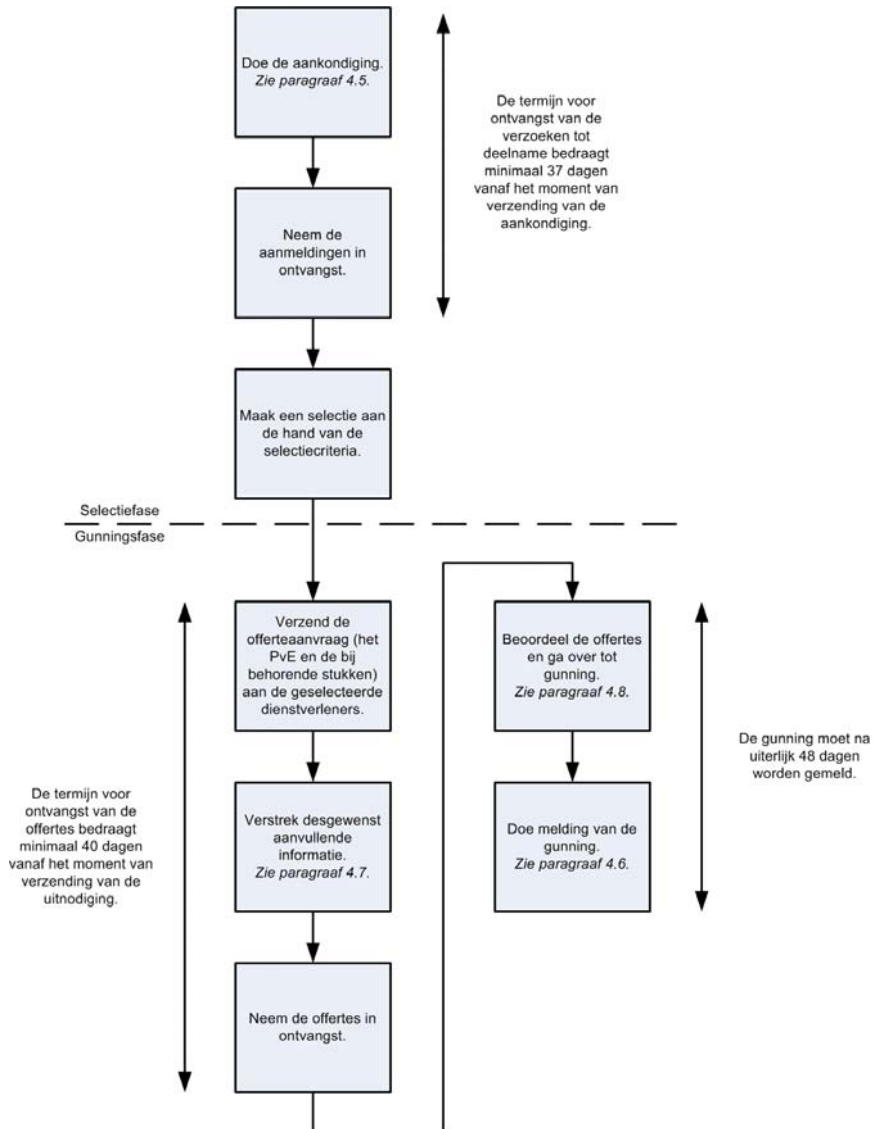 Doe de aankondiging.
Zie paragraaf 4.5.
De termijn voor
ontvangst van de
verzoeken tot
deelname bedraagt
minimaal 37 dagen
vanaf het moment van
verzending van de
aankondiging.
Neem de
aanmeldingen in
ontvangst.
Maak een selectie aan
de hand van de
selectiecriteria.
Selectiefase
Gunningsfase
Verzend de
offerteaanvraag (het
PvE en de bij
behorende stukken)
aan de geselecteerde
dienstverleners.
Verstrek desgewenst
aanvullende
informatie.
Zie paragraaf 4.7.
Neem de offertes in
ontvangst.
De termijn voor
ontvangst van de
offertes bedraagt
minimaal 40 dagen
vanaf het moment van
verzending van de
uitnodiging.
Beoordeel de offertes
en ga over tot
gunning.
Zie paragraaf 4.8.
Doe melding van de
gunning.
Zie paragraaf 4.6.
De gunning moet na
uiterlijk 48 dagen
worden gemeld.